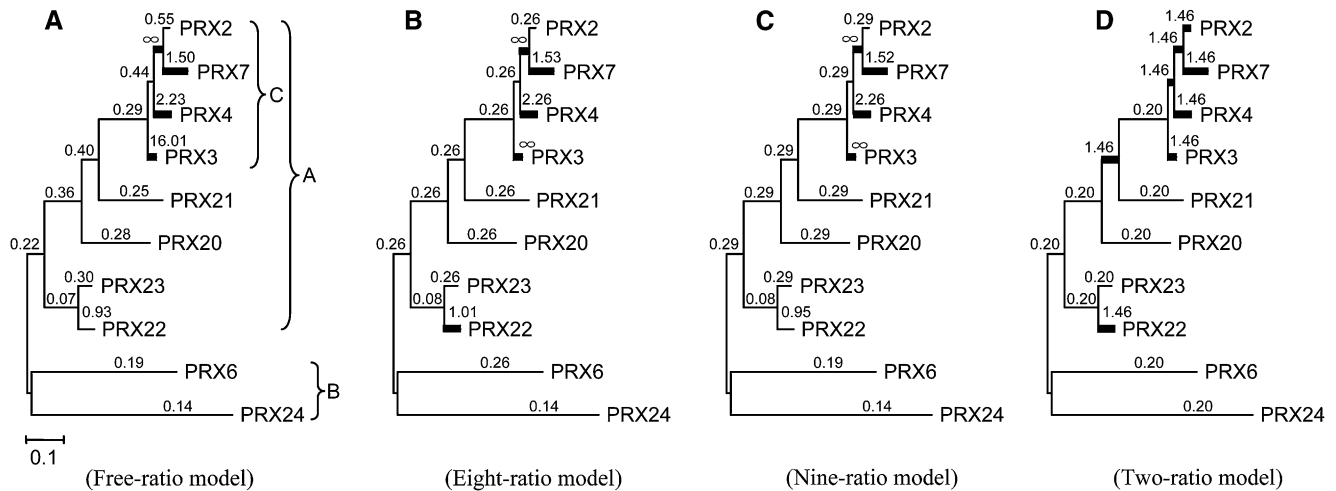 A
0.55
PRX2
∞
1.50
PRX7
0.44
2.23
PRX4
0.29
16.01
PRX3
C
0.40
0.25
PRX21
A
0.36
0.28
PRX20
0.22
0.30
PRX23
0.07
0.93
PRX22
0.19
PRX6
B
0.14
PRX24
0.1
(Free-ratio model)
B
0.26
PRX2
∞
1.53
PRX7
0.26
2.26
PRX4
0.26
∞
PRX3
0.26
0.26
PRX21
0.26
0.26
PRX20
0.26
0.26
PRX23
0.08
1.01
PRX22
0.26
PRX6
0.14
PRX24
(Eight-ratio model)
C
0.29
PRX2
∞
1.52
PRX7
0.29
2.26
PRX4
0.29
∞
PRX3
0.29
0.29
PRX21
0.29
0.29
PRX20
0.29
0.29
PRX23
0.08
0.95
PRX22
0.19
PRX6
0.14
PRX24
(Nine-ratio model)
D
1.46
PRX2
1.46
1.46
PRX7
1.46
1.46
PRX4
0.20
1.46
PRX3
1.46
0.20
PRX21
0.20
0.20
PRX20
0.20
0.20
PRX23
0.20
1.46
PRX22
0.20
PRX6
0.20
PRX24
(Two-ratio model)